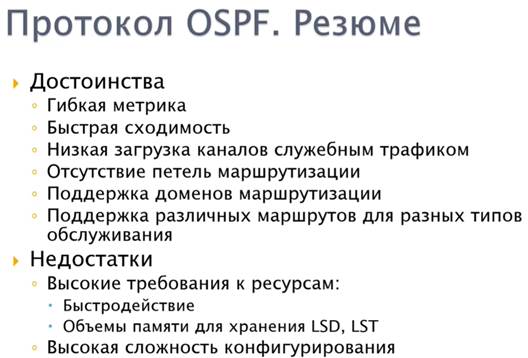 Протокол OSPF. Резюме
Достоинства
Гибкая метрика
Быстрая сходимость
Низкая загрузка каналов служебным трафиком
Отсутствие петель маршрутизации
Поддержка доменов маршрутизации
Поддержка различных маршрутов для разных типов
обслуживания
Недостатки
Высокие требования к ресурсам:
Быстродействие
Объемы памяти для хранения LSD, LST
Высокая сложность конфигурирования